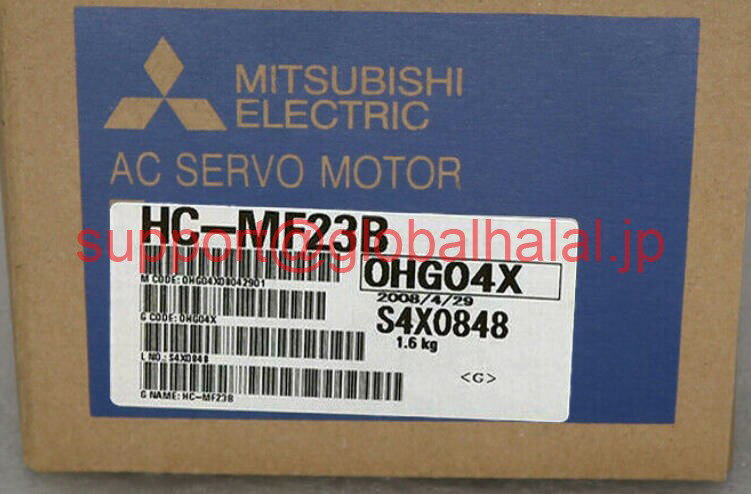 MITSUBISHI
ELECTRIC
AC SERVO MOTOR
HC-MF23B
support@globalhalal.jp
OHG04X
M CODE: OHG04X08042901
2008/4/29
G CODE: OHG04X
S4X0848
1.6 kg
L NO.: S4X0848
<G>
G NAME: HC-MF23B